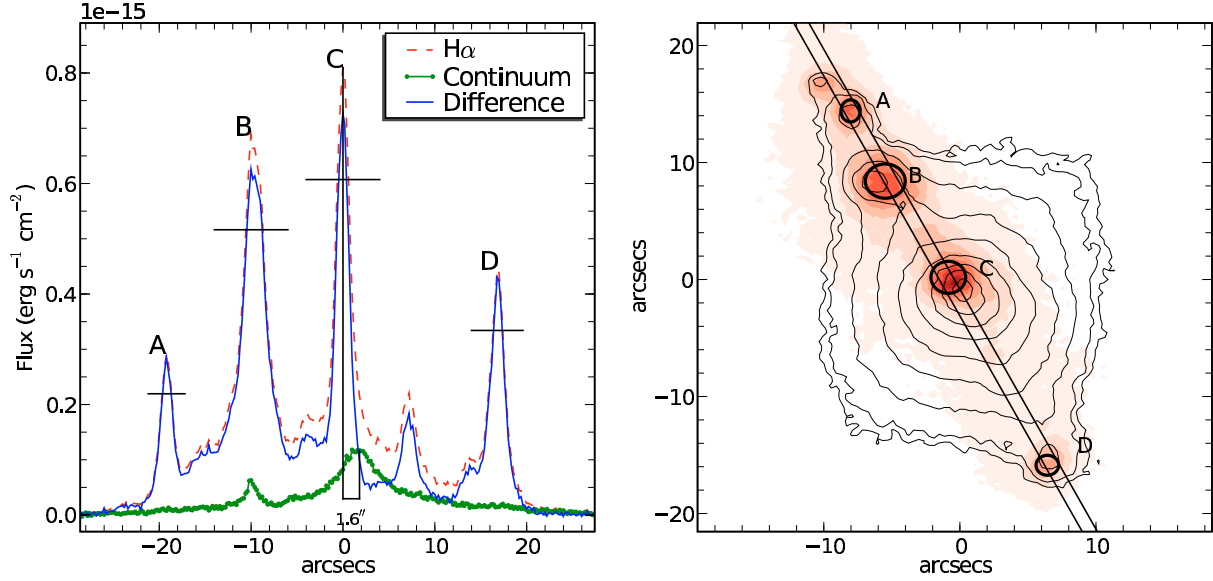 1e−15
Hα
Continuum
Difference
A
B
C
D
1.6″
0.0
0.2
0.4
0.6
0.8
Flux (erg s⁻¹ cm⁻²)
−20
−10
0
10
20
arcsecs
20
10
0
−10
−20
arcsecs
A
B
C
D
−10
0
10
arcsecs